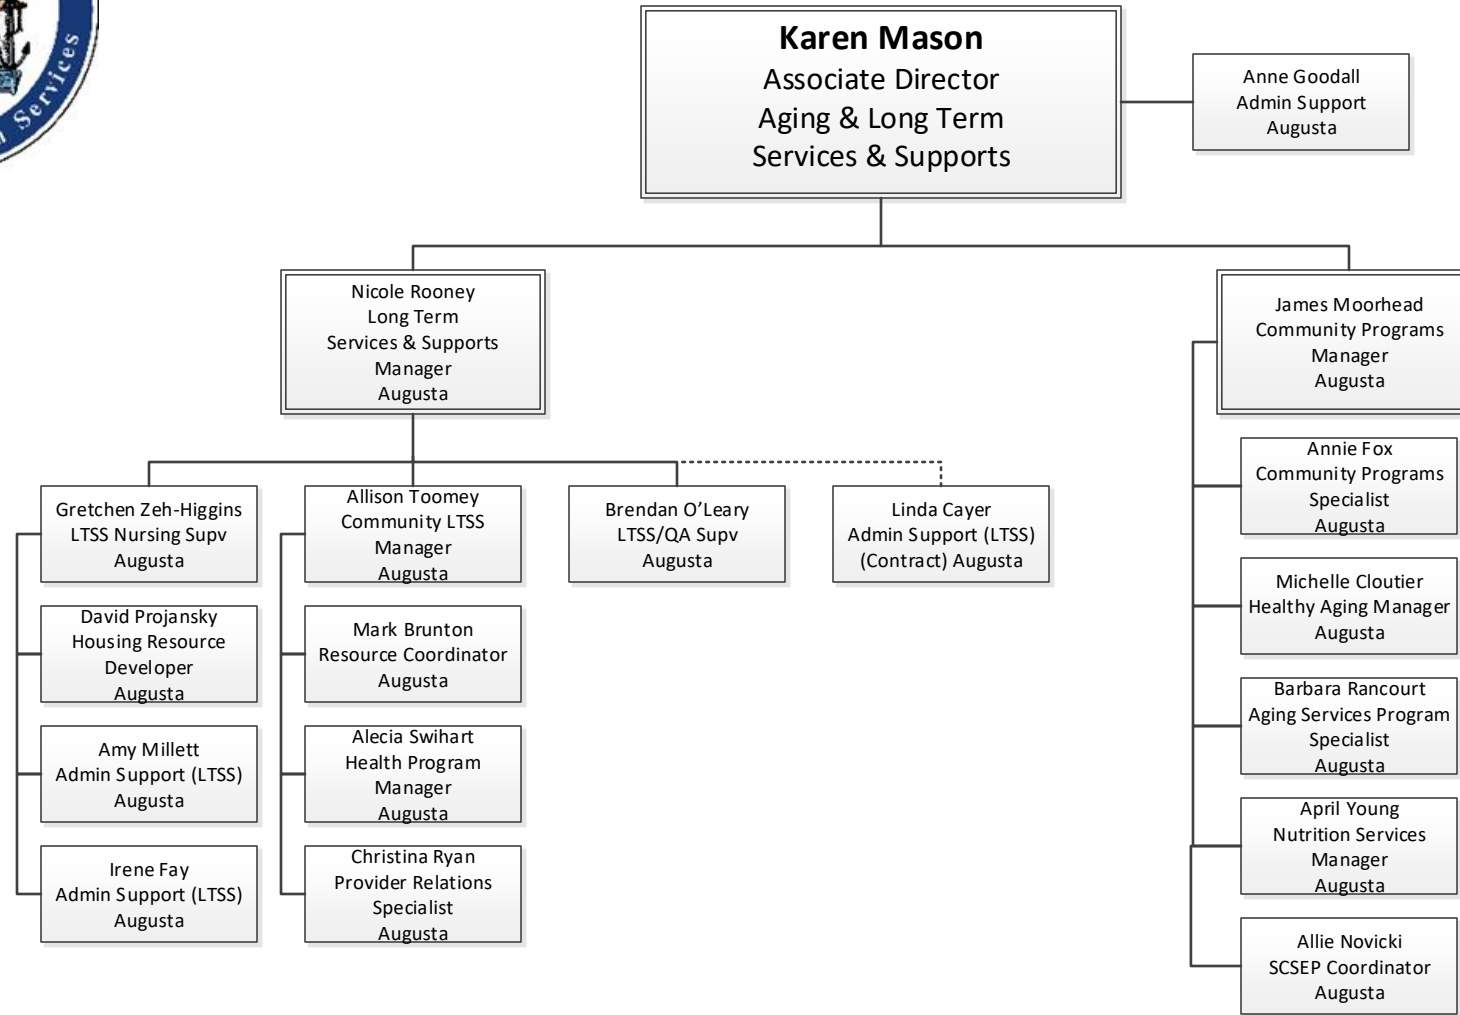 Services
Karen Mason
Associate Director
Aging & Long Term
Services & Supports
Anne Goodall
Admin Support
Augusta
Nicole Rooney
Long Term
Services & Supports
Manager
Augusta
James Moorhead
Community Programs
Manager
Augusta
Gretchen Zeh-Higgins
LTSS Nursing Supv
Augusta
David Projansky
Housing Resource
Developer
Augusta
Amy Millett
Admin Support (LTSS)
Augusta
Irene Fay
Admin Support (LTSS)
Augusta
Allison Toomey
Community LTSS
Manager
Augusta
Mark Brunton
Resource Coordinator
Augusta
Alecia Swihart
Health Program
Manager
Augusta
Christina Ryan
Provider Relations
Specialist
Augusta
Brendan O’Leary
LTSS/QA Supv
Augusta
Linda Cayer
Admin Support (LTSS)
(Contract) Augusta
Annie Fox
Community Programs
Specialist
Augusta
Michelle Cloutier
Healthy Aging Manager
Augusta
Barbara Rancourt
Aging Services Program
Specialist
Augusta
April Young
Nutrition Services
Manager
Augusta
Allie Novicki
SCSEP Coordinator
Augusta